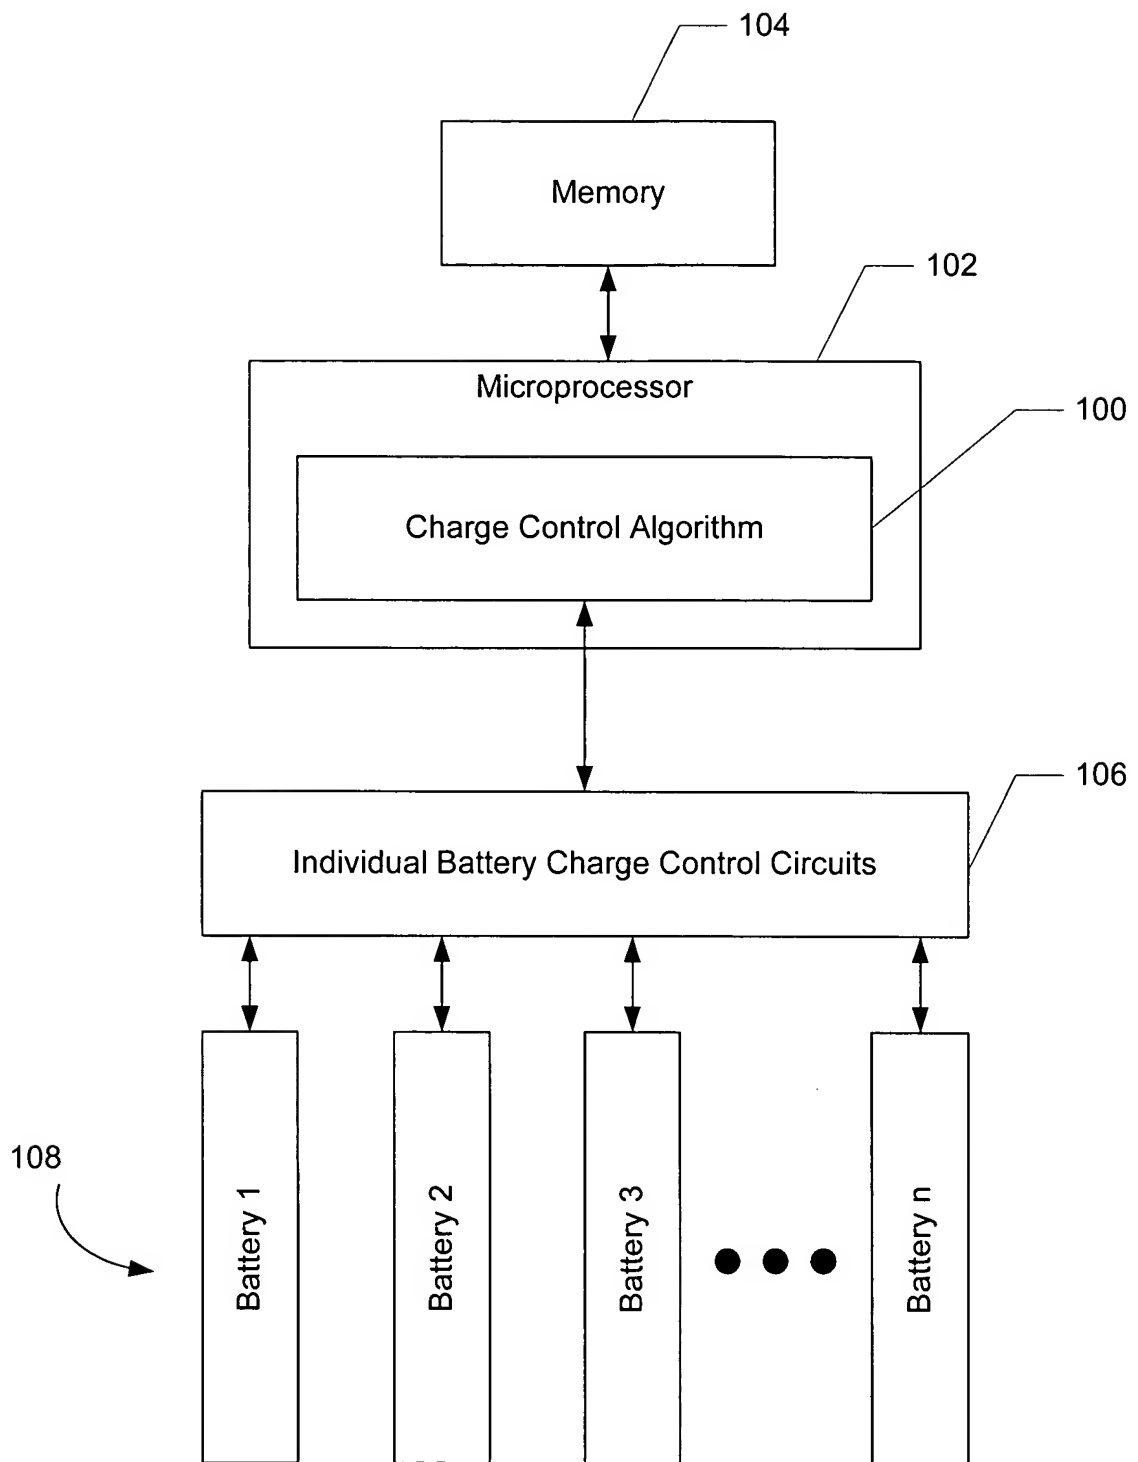 104
Memory
102
Microprocessor
100
Charge Control Algorithm
106
Individual Battery Charge Control Circuits
108
Battery 1
Battery 2
Battery 3
Battery n